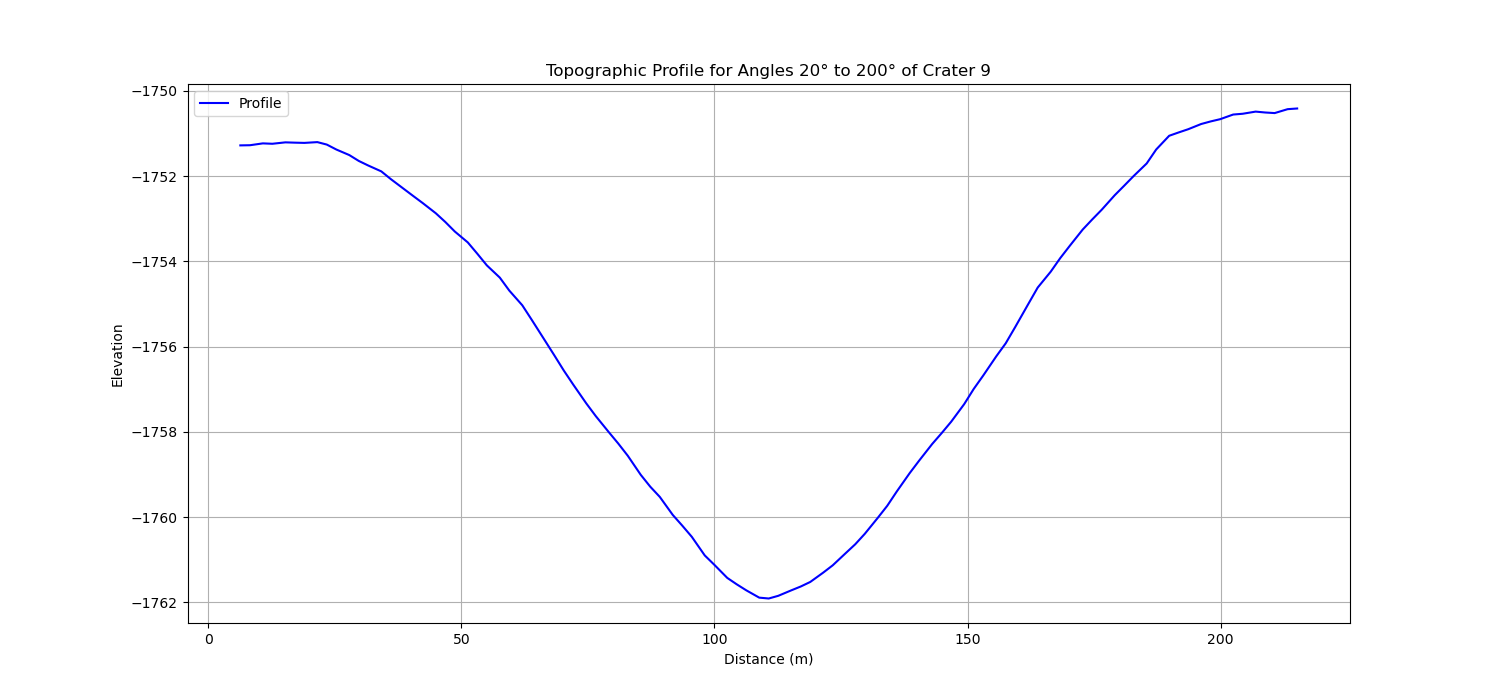 Topographic Profile for Angles 20° to 200° of Crater 9
Profile
−1750
−1752
−1754
−1756
−1758
−1760
−1762
Elevation
0 50 100 150 200
Distance (m)